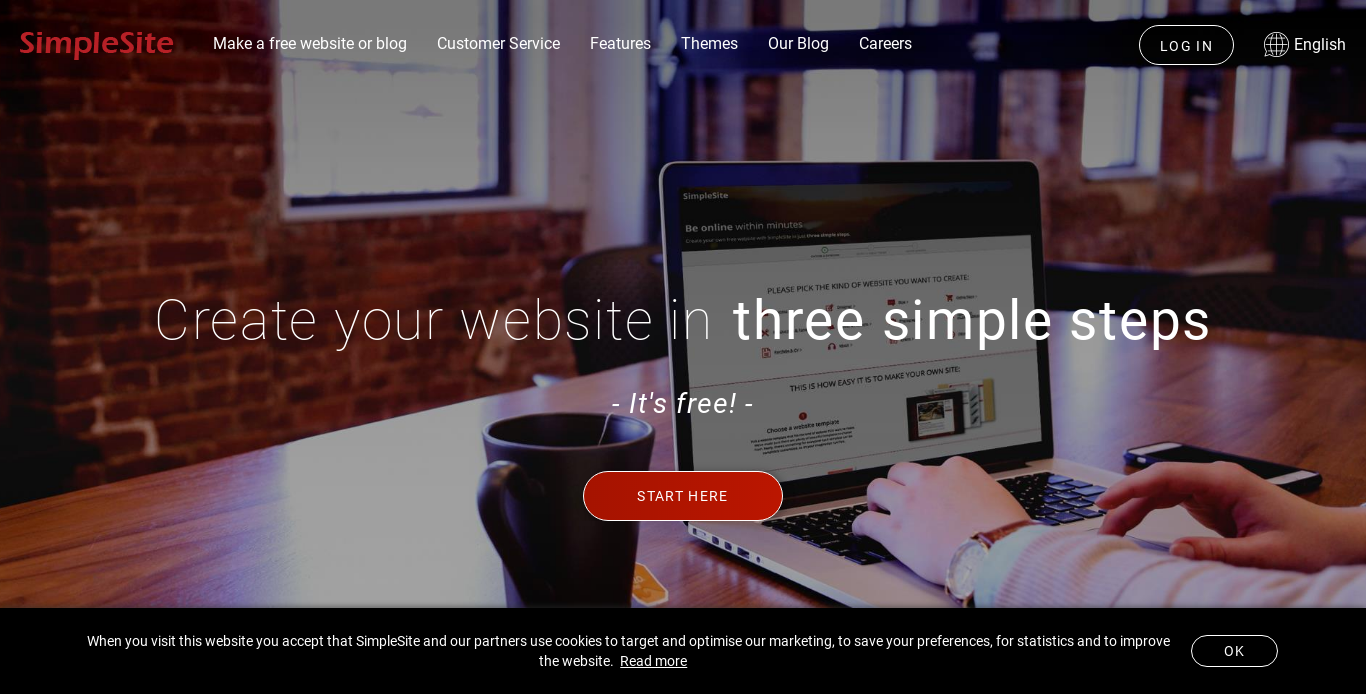 SimpleSite
Make a free website or blog
Customer Service
Features
Themes
Our Blog
Careers
LOG IN
English
SimpleSite
Be online within minutes
PLEASE PICK THE KIND OF WEBSITE YOU WANT TO CREATE:
Create your website in three simple steps
THIS IS HOW EASY IT IS TO MAKE YOUR OWN SITE:
- It's free! -
Choose a website template
START HERE
When you visit this website you accept that SimpleSite and our partners use cookies to target and optimise our marketing, to save your preferences, for statistics and to improve
the website. Read more
OK